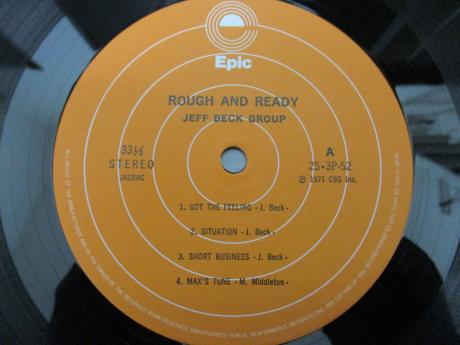 Epic
ROUGH AND READY
JEFF BECK GROUP
33⅓
STEREO
JASRAC
A
25・3P-52
Ⓟ 1971 CBS Inc.
1. GOT THE FEELING - J. Beck -
2. SITUATION - J. Beck -
3. SHORT BUSINESS - J. Beck -
4. MAX'S TUNE - M. Middleton -